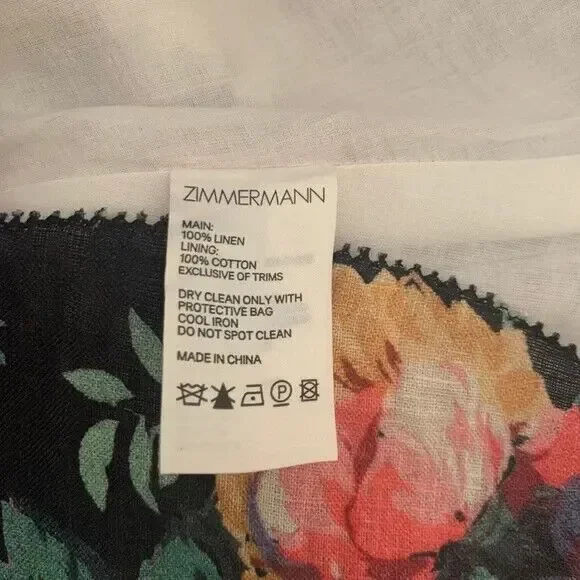 ZIMMERMANN
MAIN:
100% LINEN
LINING:
100% COTTON
EXCLUSIVE OF TRIMS
DRY CLEAN ONLY WITH
PROTECTIVE BAG
COOL IRON
DO NOT SPOT CLEAN
MADE IN CHINA
P